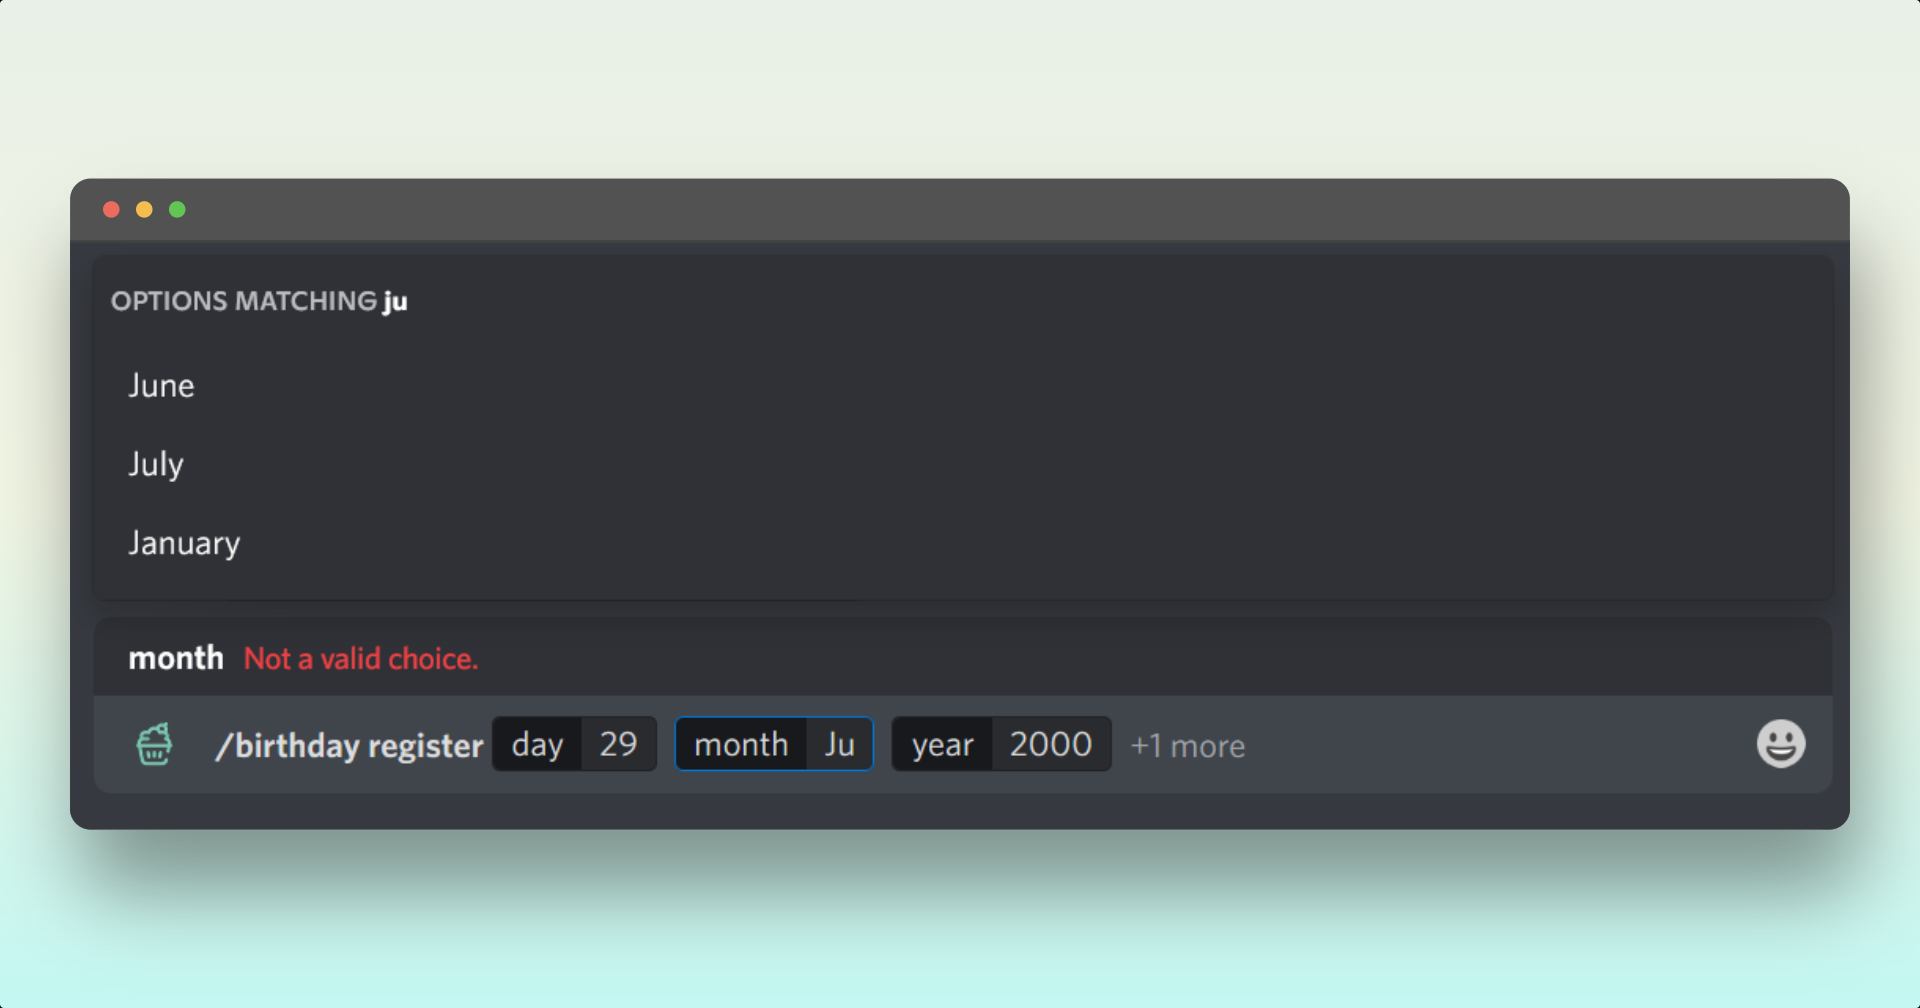 OPTIONS MATCHING ju
June
July
January
month Not a valid choice.
/birthday register day 29 month Ju year 2000 +1 more